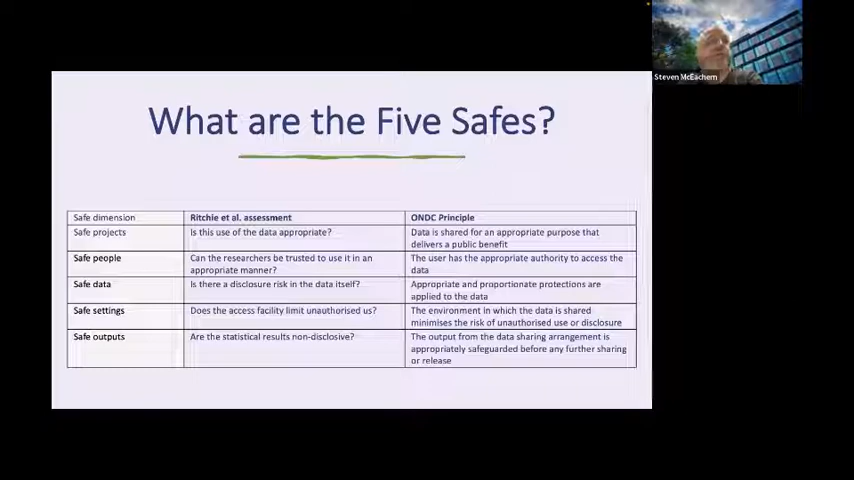 Steven McEachern
What are the Five Safes?
Safe dimension
Ritchie et al. assessment
ONDC Principle
Safe projects
Is this use of the data appropriate?
Data is shared for an appropriate purpose that
delivers a public benefit
Safe people
Can the researchers be trusted to use it in an
appropriate manner?
The user has the appropriate authority to access the
data
Safe data
Is there a disclosure risk in the data itself?
Appropriate and proportionate protections are
applied to the data
Safe settings
Does the access facility limit unauthorised us?
The environment in which the data is shared
minimises the risk of unauthorised use or disclosure
Safe outputs
Are the statistical results non-disclosive?
The output from the data sharing arrangement is
appropriately safeguarded before any further sharing
or release